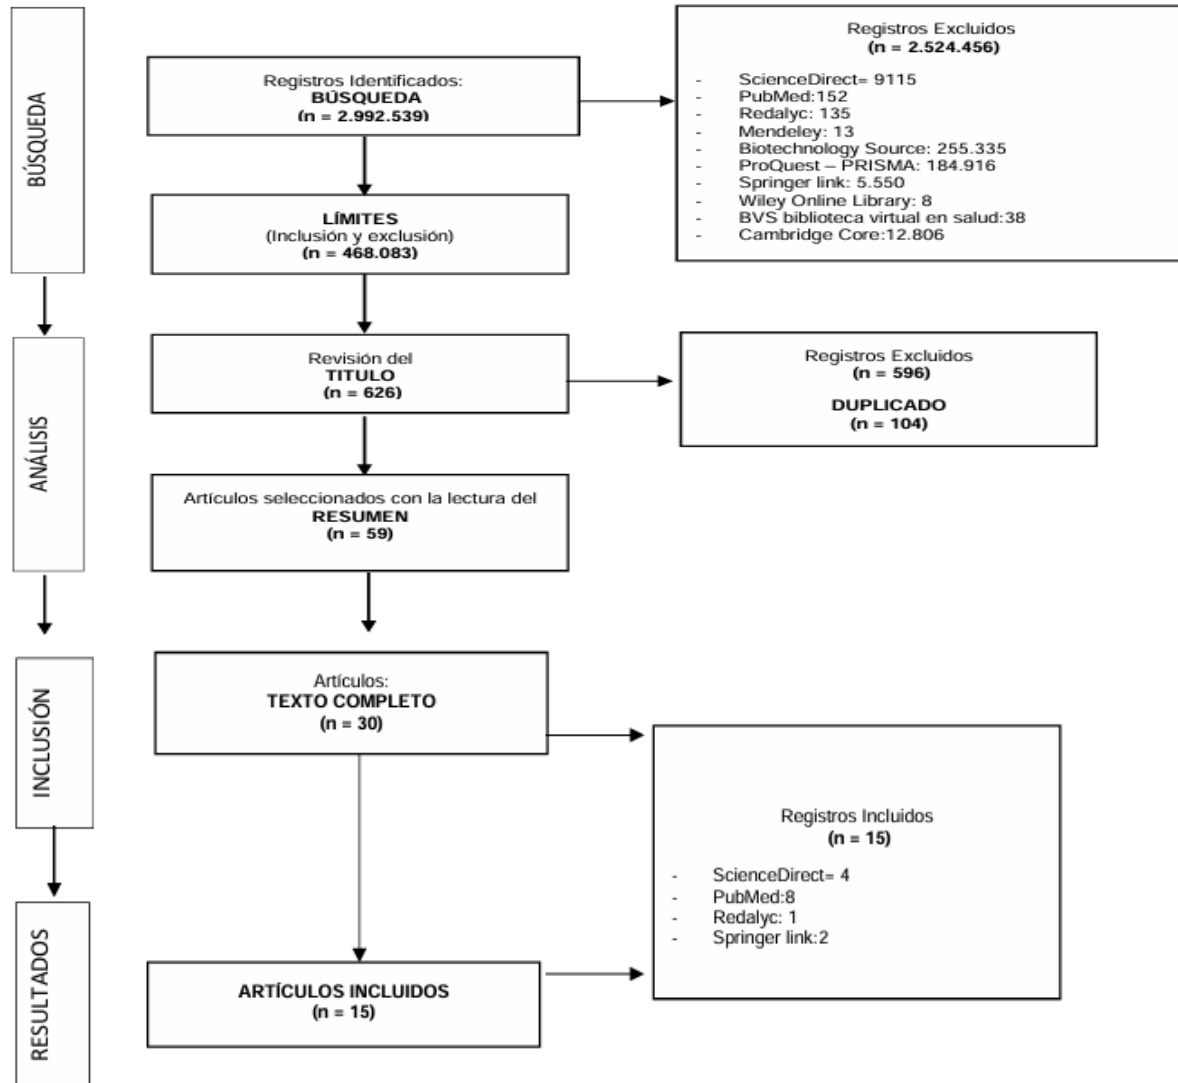 BÚSQUEDA
Registros Identificados:
BÚSQUEDA
(n = 2.992.539)
Registros Excluidos
(n = 2.524.456)
- ScienceDirect= 9115
- PubMed:152
- Redalyc: 135
- Mendeley: 13
- Biotechnology Source: 255.335
- ProQuest – PRISMA: 184.916
- Springer link: 5.550
- Wiley Online Library: 8
- BVS biblioteca virtual en salud:38
- Cambridge Core:12.806
LÍMITES
(Inclusión y exclusión)
(n = 468.083)
ANÁLISIS
Revisión del
TITULO
(n = 626)
Registros Excluidos
(n = 596)
DUPLICADO
(n = 104)
Artículos seleccionados con la lectura del
RESUMEN
(n = 59)
INCLUSIÓN
Artículos:
TEXTO COMPLETO
(n = 30)
Registros Incluidos
(n = 15)
- ScienceDirect= 4
- PubMed:8
- Redalyc: 1
- Springer link:2
RESULTADOS
ARTÍCULOS INCLUIDOS
(n = 15)